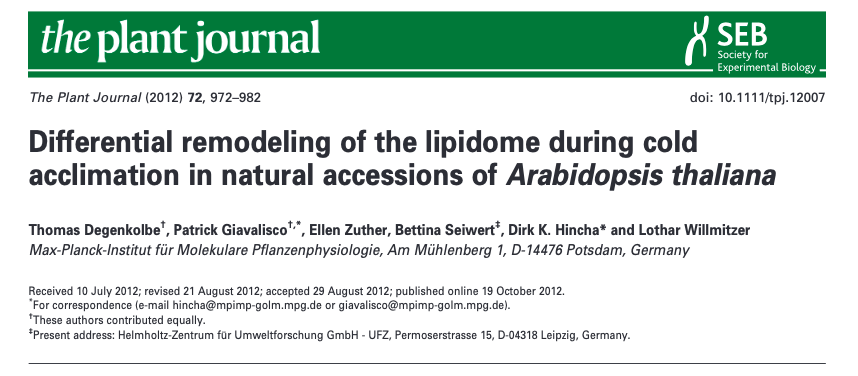 the plant journal
SEB
Society for
Experimental Biology
The Plant Journal (2012) 72, 972–982
doi: 10.1111/tpj.12007
Differential remodeling of the lipidome during cold
acclimation in natural accessions of Arabidopsis thaliana
Thomas Degenkolbe†, Patrick Giavalisco†,*, Ellen Zuther, Bettina Seiwert‡, Dirk K. Hincha* and Lothar Willmitzer
Max-Planck-Institut für Molekulare Pflanzenphysiologie, Am Mühlenberg 1, D-14476 Potsdam, Germany
Received 10 July 2012; revised 21 August 2012; accepted 29 August 2012; published online 19 October 2012.
*For correspondence (e-mail hincha@mpimp-golm.mpg.de or giavalisco@mpimp-golm.mpg.de).
†These authors contributed equally.
‡Present address: Helmholtz-Zentrum für Umweltforschung GmbH - UFZ, Permoserstrasse 15, D-04318 Leipzig, Germany.